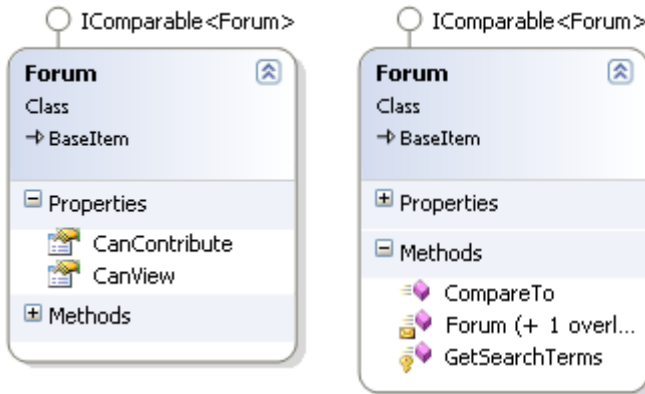 IComparable<Forum>
Forum
Class
BaseItem
Properties
CanContribute
CanView
Methods
IComparable<Forum>
Forum
Class
BaseItem
Properties
Methods
CompareTo
Forum (+ 1 overl...
GetSearchTerms